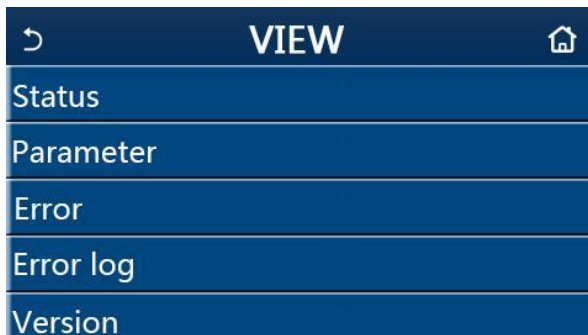 VIEW
Status
Parameter
Error
Error log
Version